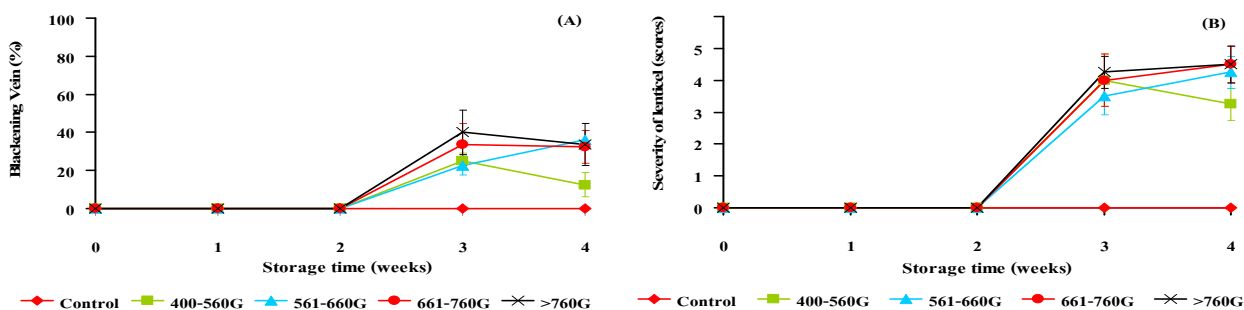 (A)
Blackening Vein (%)
100
80
60
40
20
0
0 1 2 3 4
Storage time (weeks)
Control 400-560G 561-660G 661-760G >760G
(B)
Severity of lenticel (scores)
5
4
3
2
1
0
0 1 2 3 4
Storage time (weeks)
Control 400-560G 561-660G 661-760G >760G